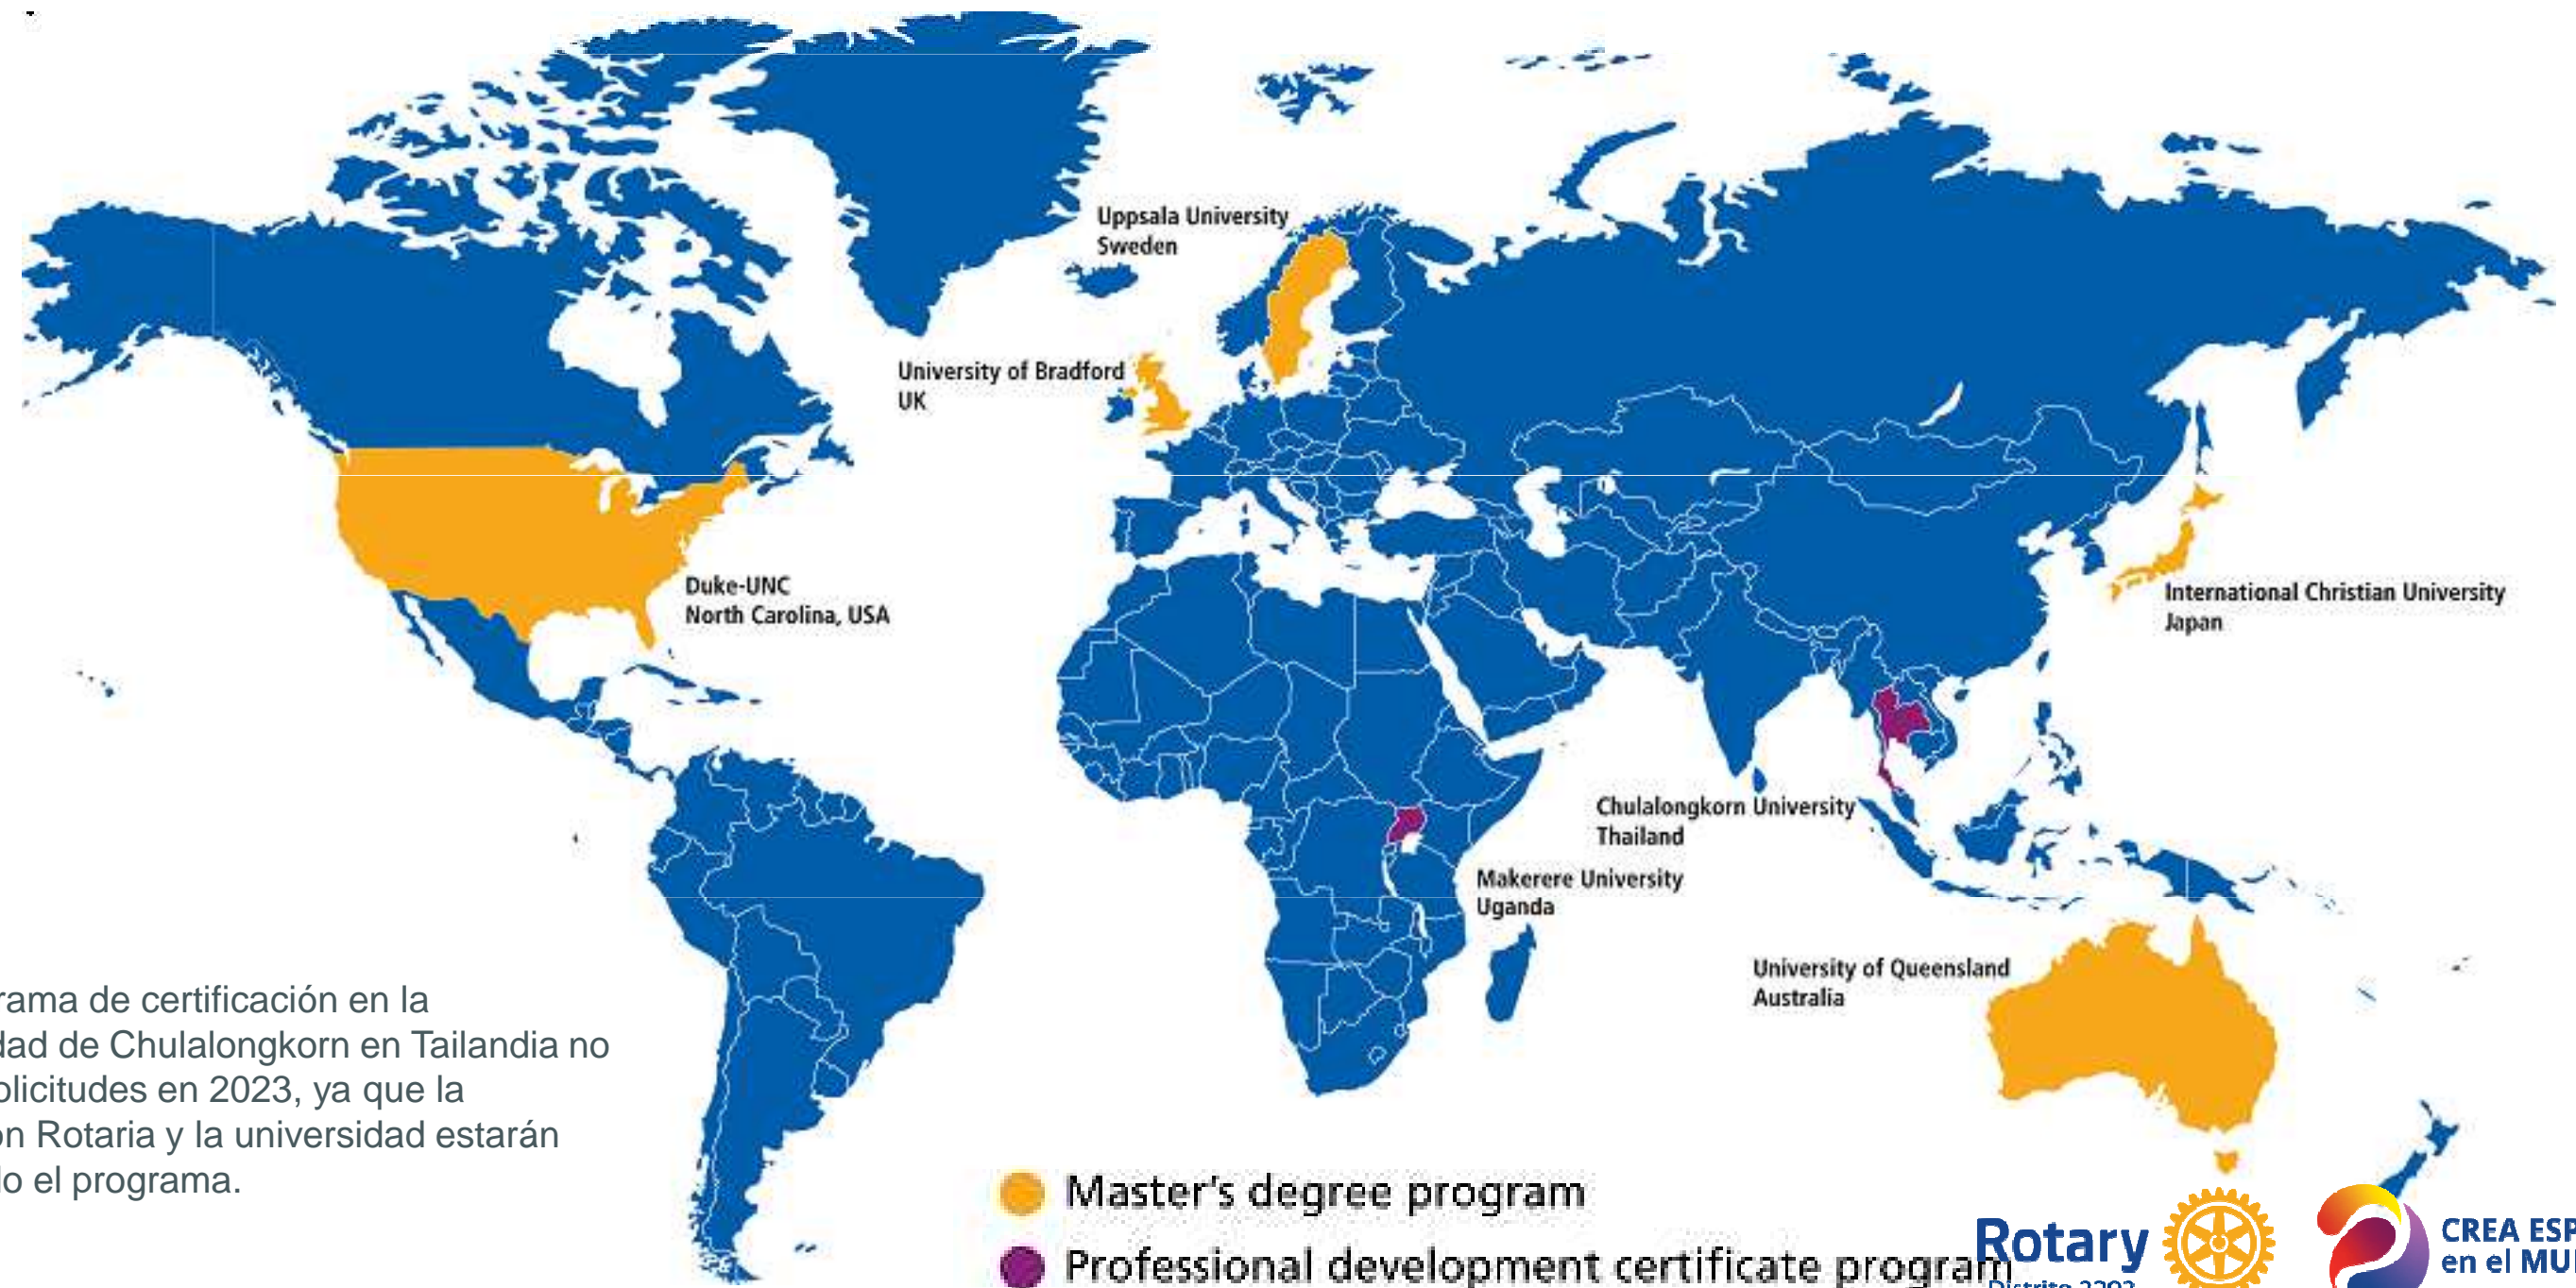 Uppsala University
Sweden
University of Bradford
UK
Duke-UNC
North Carolina, USA
International Christian University
Japan
Chulalongkorn University
Thailand
Makerere University
Uganda
University of Queensland
Australia
rama de certificación en la
dad de Chulalongkorn en Tailandia no
olicitudes en 2023, ya que la
ón Rotaria y la universidad estarán
do el programa.
Master's degree program
Professional development certificate program
Rotary
CREA ESP
en el MU